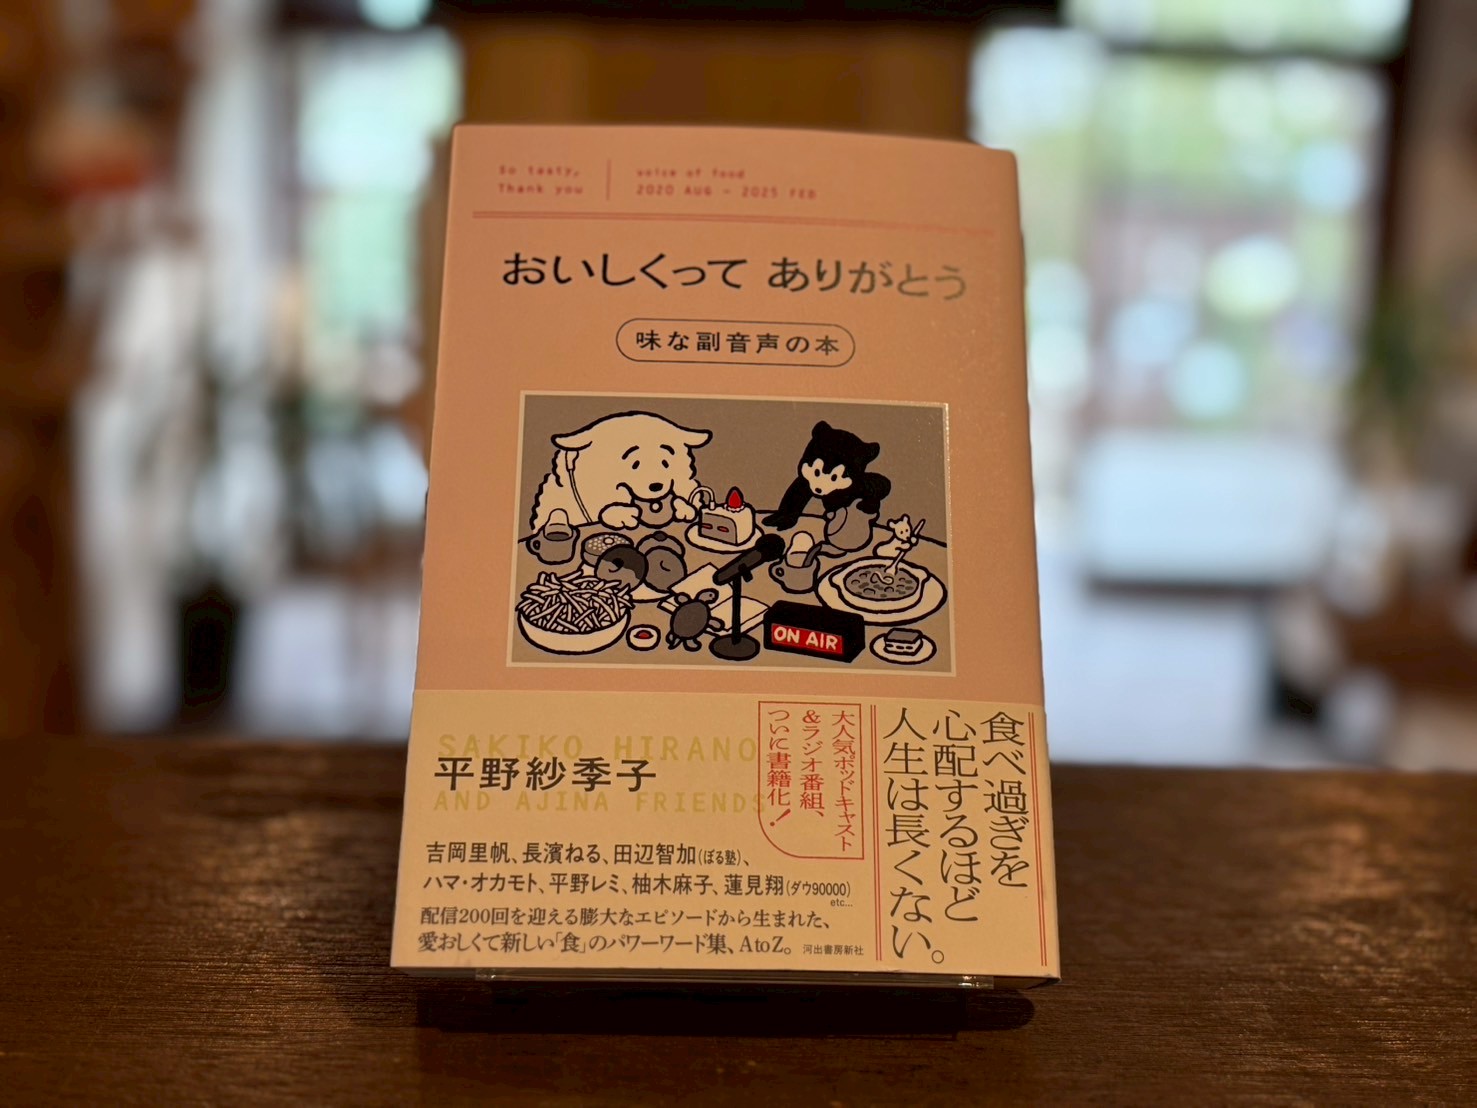 So tasty,
Thank you
voice of food
2020 AUG - 2025 FEB
おいしくって ありがとう
味な副音声の本
ON AIR
食べ過ぎを
心配するほど
人生は長くない。
大人気ポッドキャスト
&ラジオ番組、
ついに書籍化!
SAKIKO HIRANO
平野紗季子
AND AJINA FRIENDS
吉岡里帆、長濱ねる、田辺智加(ぼる塾)、
ハマ・オカモト、平野レミ、柚木麻子、蓮見翔(ダウ90000)
etc...
配信200回を迎える膨大なエピソードから生まれた、
愛おしくて新しい「食」のパワーワード集、A to Z。
河出書房新社